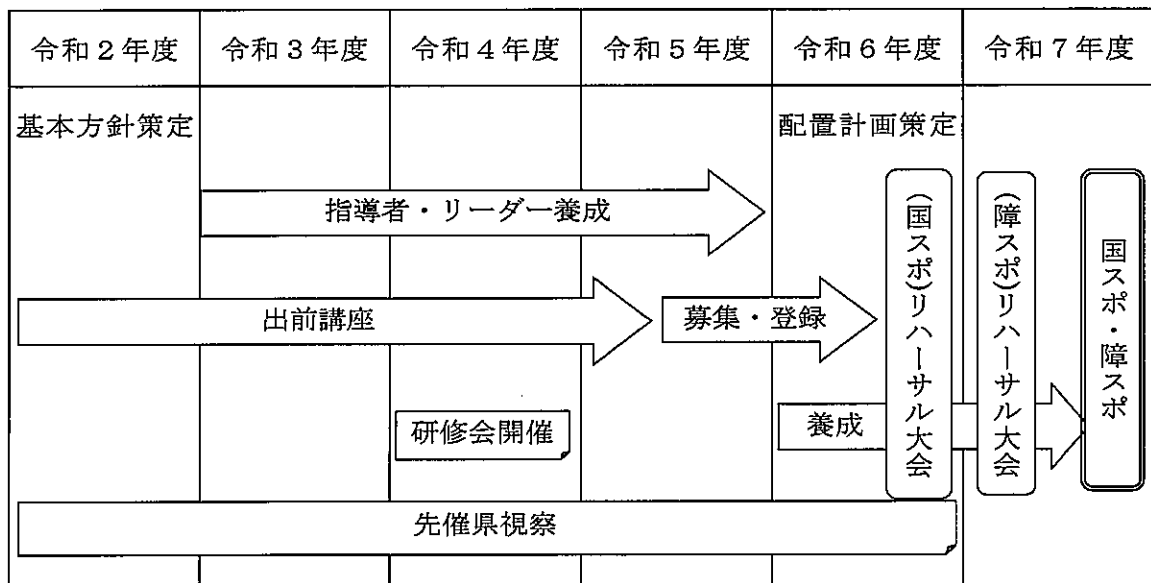 令和2年度
令和3年度
令和4年度
令和5年度
令和6年度
令和7年度
基本方針策定
配置計画策定
指導者・リーダー養成
出前講座
募集・登録
研修会開催
養成
先催県視察
(国スポ)リハーサル大会
(障スポ)リハーサル大会
国スポ・障スポ